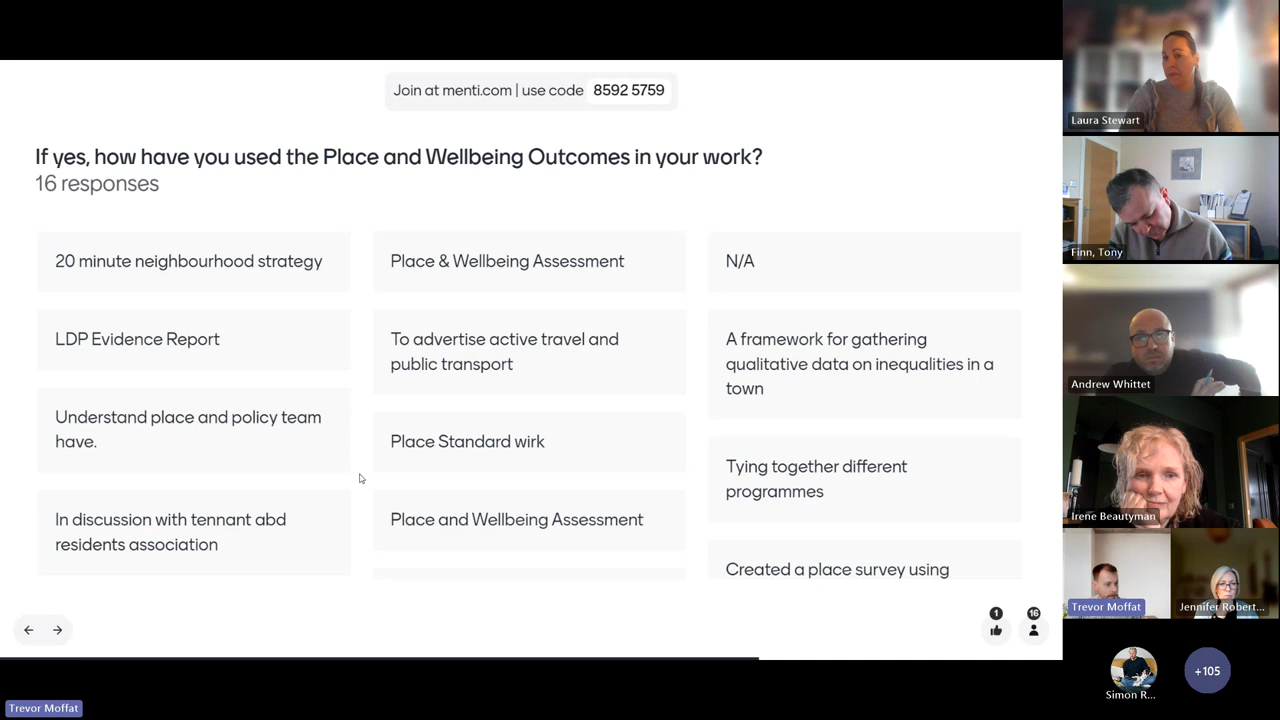 Join at menti.com | use code 8592 5759
If yes, how have you used the Place and Wellbeing Outcomes in your work?
16 responses
20 minute neighbourhood strategy
LDP Evidence Report
Understand place and policy team
have.
In discussion with tennant abd
residents association
Place & Wellbeing Assessment
To advertise active travel and
public transport
Place Standard wirk
Place and Wellbeing Assessment
N/A
A framework for gathering
qualitative data on inequalities in a
town
Tying together different
programmes
Created a place survey using
1
16
Trevor Moffat
Laura Stewart
Finn, Tony
Andrew Whittet
Irene Beautyman
Trevor Moffat
Jennifer Robert...
Simon R...
+105